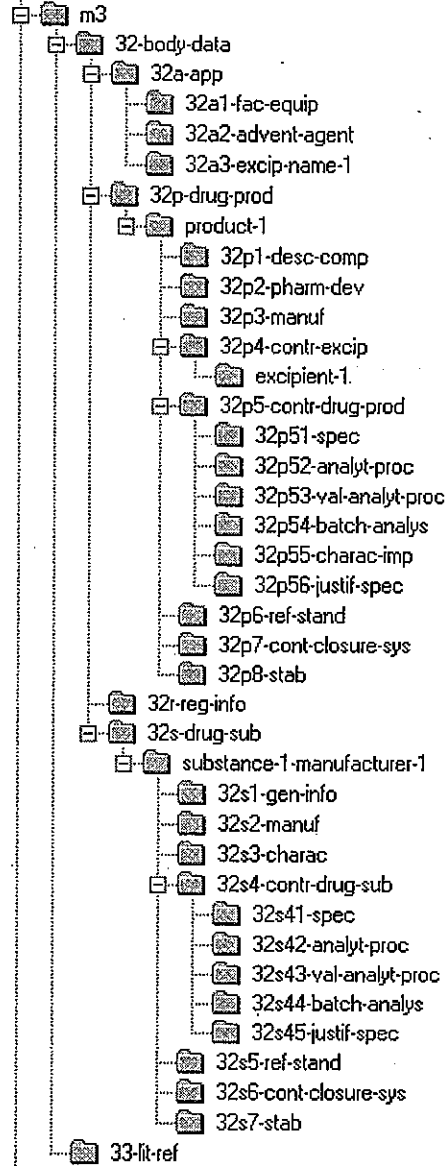 m3
32-body-data
32a-app
32a1-fac-equip
32a2-advent-agent
32a3-excip-name-1
32p-drug-prod
product-1
32p1-desc-comp
32p2-pharm-dev
32p3-manuf
32p4-contr-excip
excipient-1
32p5-contr-drug-prod
32p51-spec
32p52-analyt-proc
32p53-val-analyt-proc
32p54-batch-analys
32p55-charac-imp
32p56-justif-spec
32p6-ref-stand
32p7-cont-closure-sys
32p8-stab
32r-reg-info
32s-drug-sub
substance-1-manufacturer-1
32s1-gen-info
32s2-manuf
32s3-charac
32s4-contr-drug-sub
32s41-spec
32s42-analyt-proc
32s43-val-analyt-proc
32s44-batch-analys
32s45-justif-spec
32s5-ref-stand
32s6-cont-closure-sys
32s7-stab
33-lit-ref